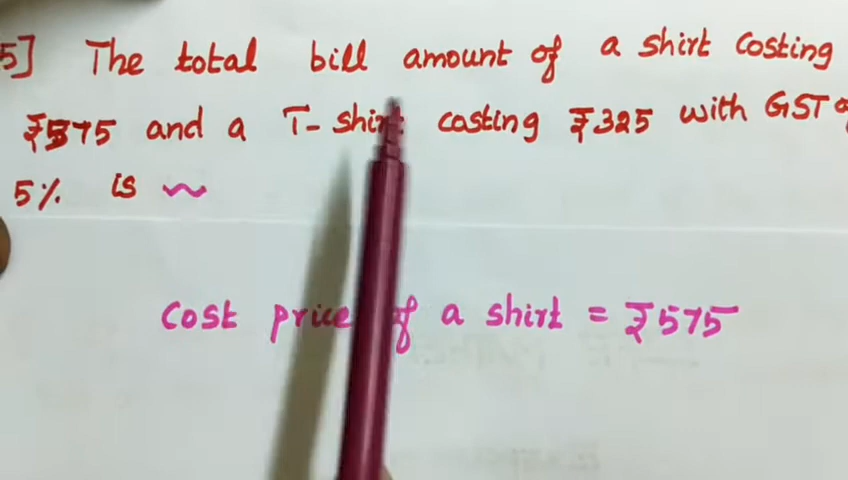 5] The total bill amount of a shirt costing
₹575 and a T-shirt costing ₹325 with GST of
5% is ~
Cost price of a shirt = ₹575